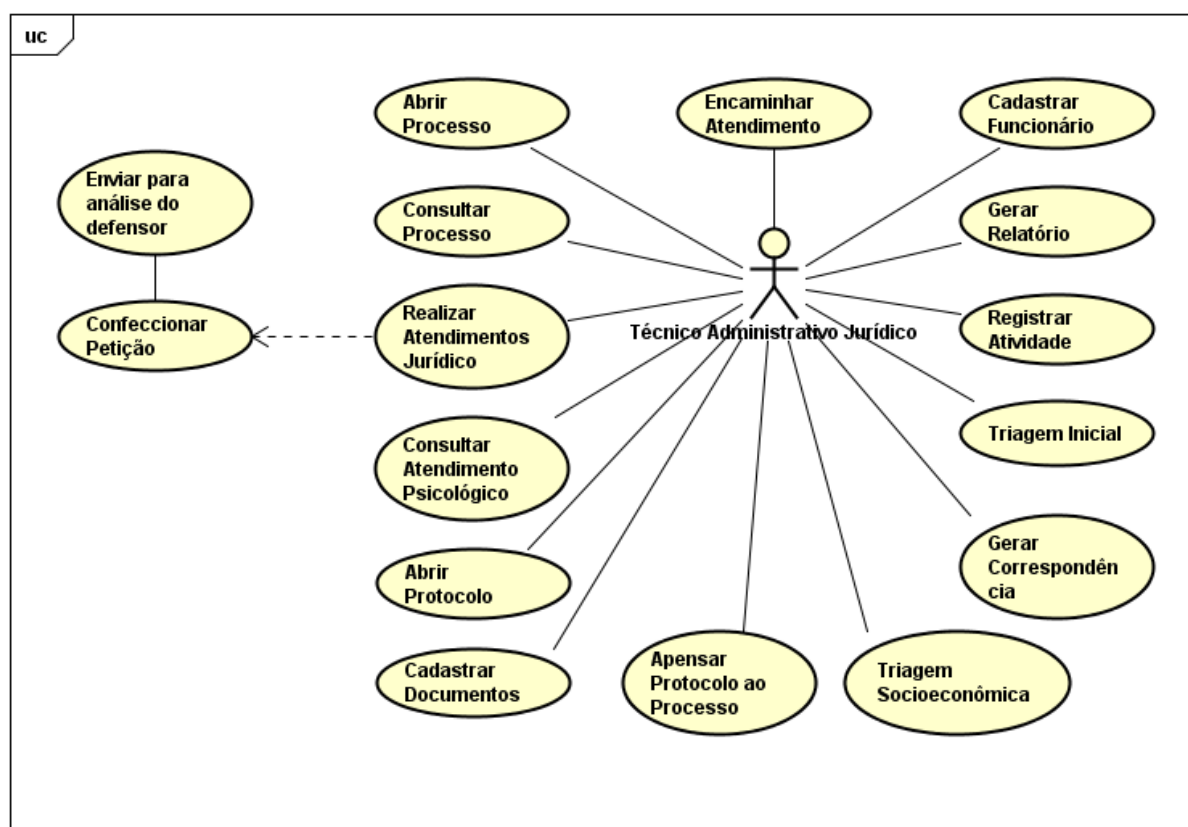 uc
Abrir
Processo
Encaminhar
Atendimento
Cadastrar
Funcionário
Enviar para
análise do
defensor
Consultar
Processo
Gerar
Relatório
Confeccionar
Petição
Realizar
Atendimentos
Jurídico
Técnico Administrativo Jurídico
Registrar
Atividade
Consultar
Atendimento
Psicológico
Triagem Inicial
Abrir
Protocolo
Gerar
Correspondên
cia
Cadastrar
Documentos
Apensar
Protocolo ao
Processo
Triagem
Socioeconômica